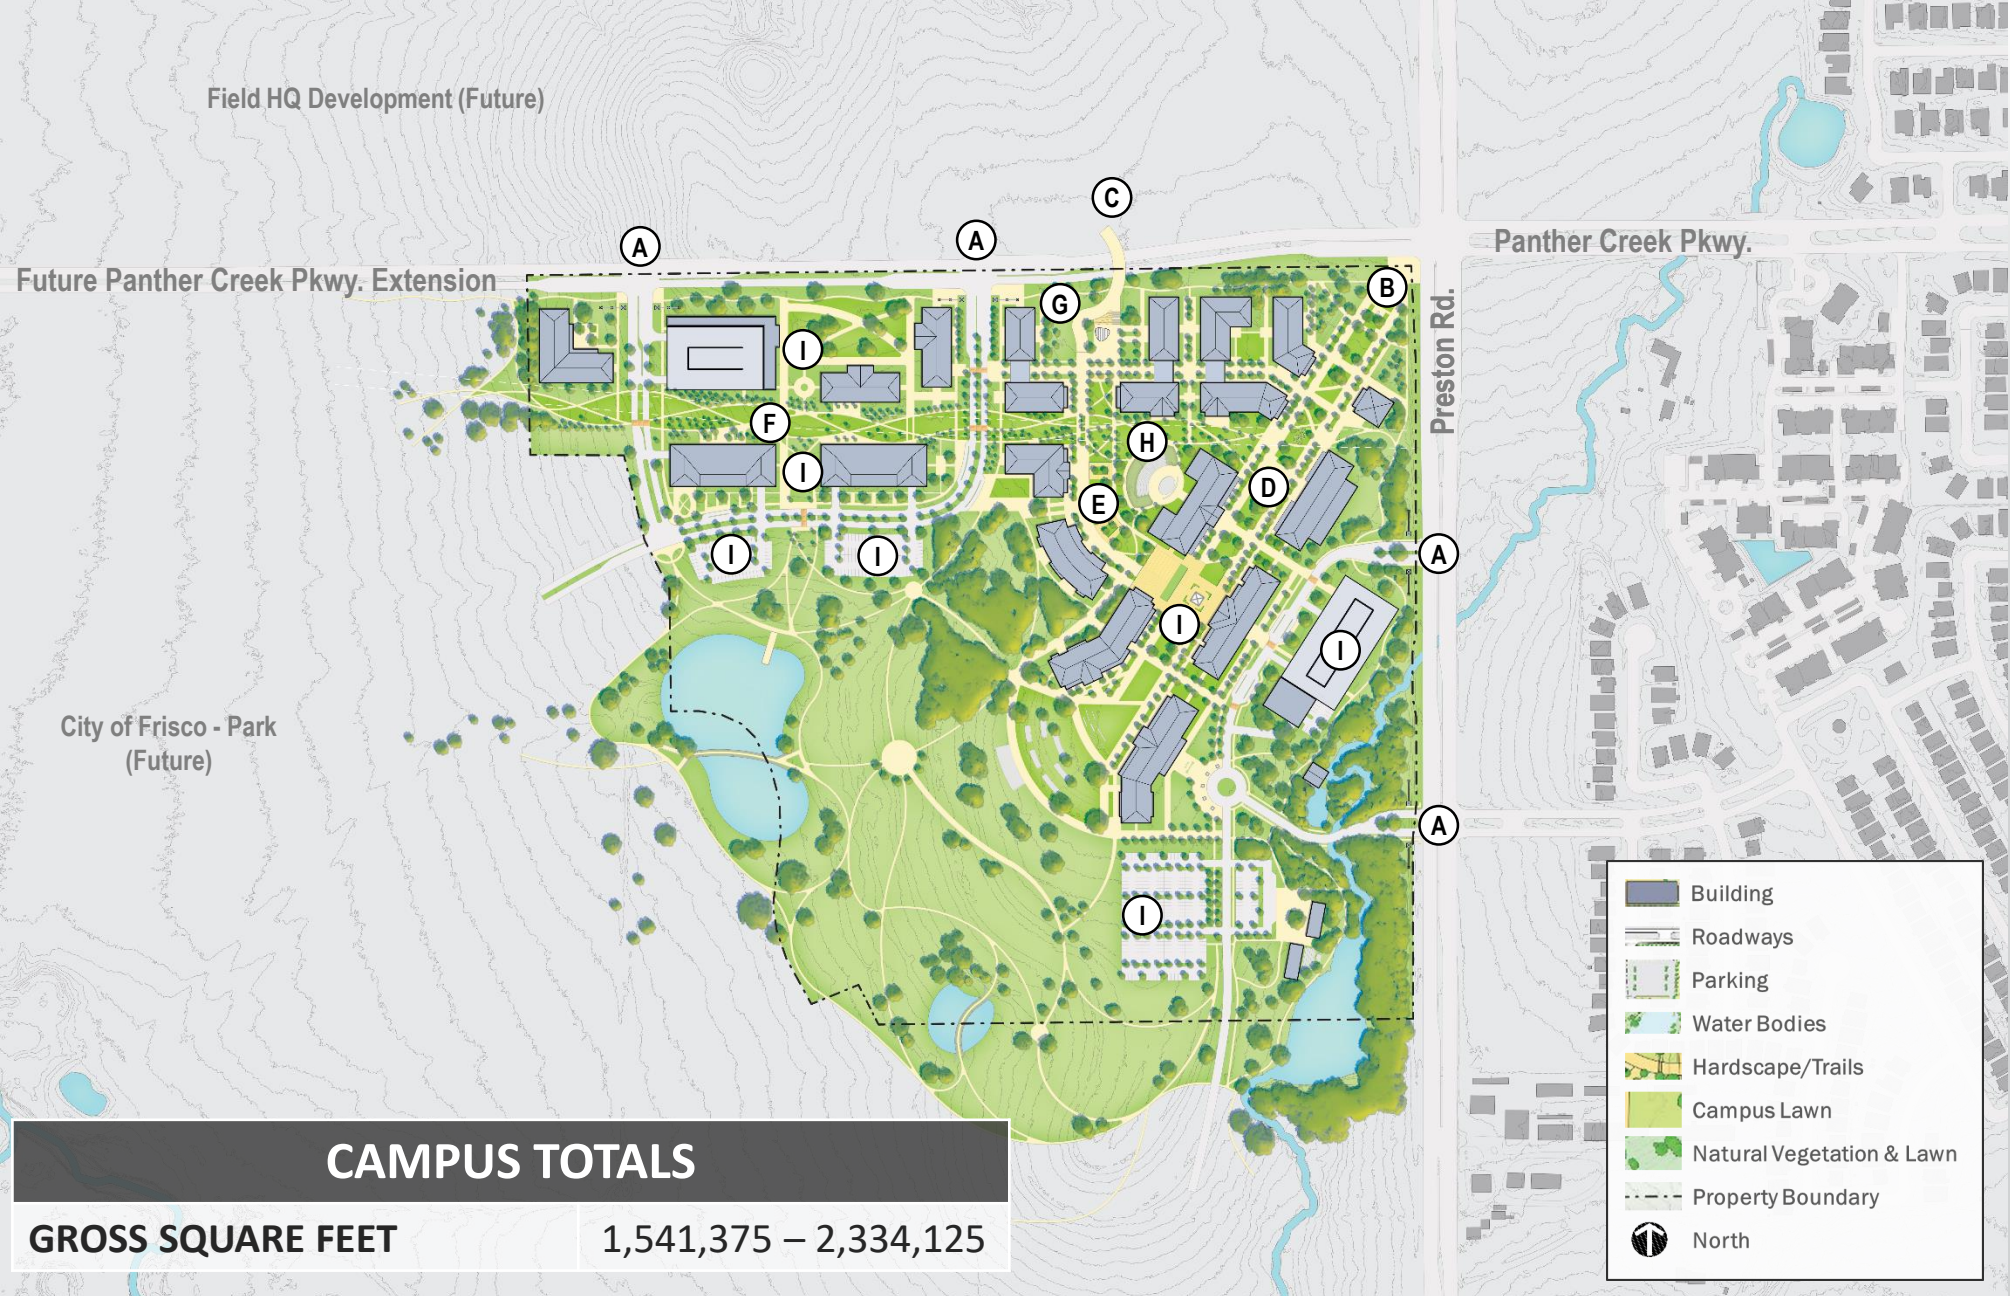 Field HQ Development (Future)
C
A
A
Panther Creek Pkwy.
Future Panther Creek Pkwy. Extension
B
G
Preston Rd.
I
F
H
I
D
E
I
I
A
I
I
City of Frisco - Park
(Future)
A
I
Building
Roadways
Parking
Water Bodies
Hardscape/Trails
Campus Lawn
Natural Vegetation & Lawn
Property Boundary
North
CAMPUS TOTALS
GROSS SQUARE FEET 1,541,375 – 2,334,125